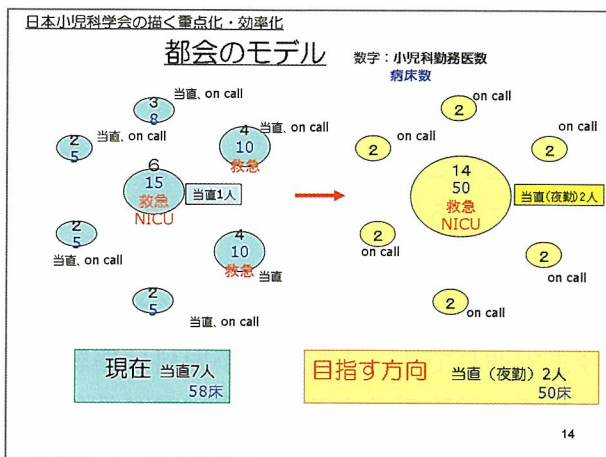 日本小児科学会の描く重点化・効率化
都会のモデル
数字:小児科勤務医数
病床数
3
8
当直、on call
2
5
当直、on call
4
10
救急
当直、on call
6
15
救急
NICU
当直1人
2
5
当直、on call
4
10
救急
当直
2
5
当直、on call
現在 当直7人
58床
2
on call
2
on call
2
on call
14
50
救急
NICU
当直(夜勤)2人
2
on call
2
on call
2
on call
目指す方向 当直(夜勤)2人
50床
14